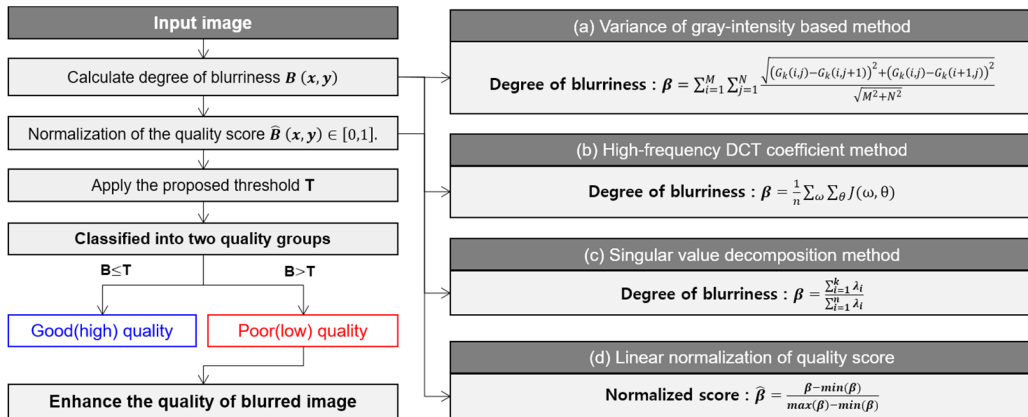 Input image
Calculate degree of blurriness B (x, y)
Normalization of the quality score B̂ (x, y) ∈ [0,1].
Apply the proposed threshold T
Classified into two quality groups
B≤T
B>T
Good(high) quality
Poor(low) quality
Enhance the quality of blurred image
(a) Variance of gray-intensity based method
Degree of blurriness : β = ∑_{i=1}^{M} ∑_{j=1}^{N} √((G_k(i,j)−G_k(i,j+1))²+(G_k(i,j)−G_k(i+1,j))²) / √(M²+N²)
(b) High-frequency DCT coefficient method
Degree of blurriness : β = 1/n ∑_ω ∑_θ J(ω, θ)
(c) Singular value decomposition method
Degree of blurriness : β = ∑_{i=1}^{k} λ_i / ∑_{i=1}^{n} λ_i
(d) Linear normalization of quality score
Normalized score : β̂ = β−min(β) / max(β)−min(β)